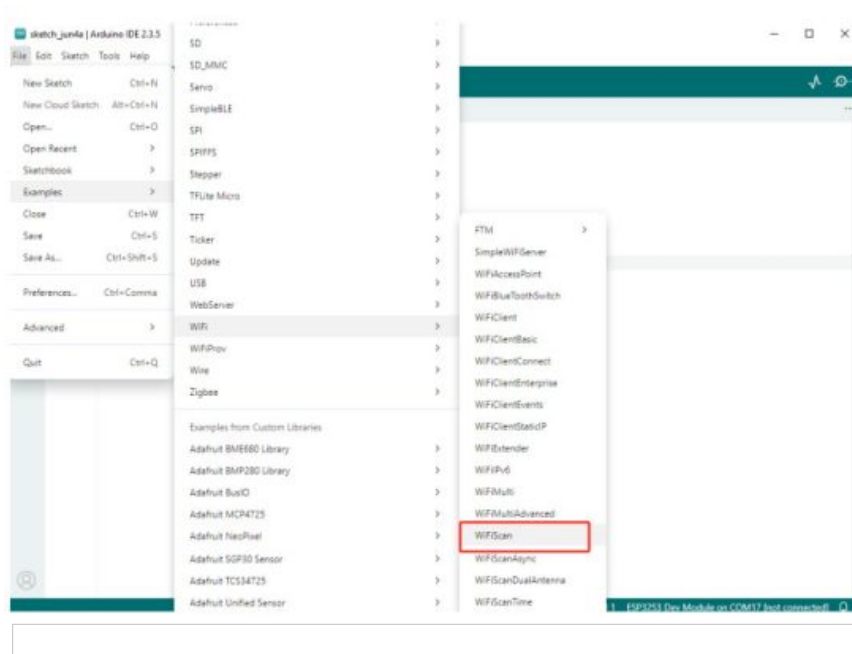 sketch_jun4a | Arduino IDE 2.3.5
File Edit Sketch Tools Help
New Sketch Ctrl+N
New Cloud Sketch Alt+Ctrl+N
Open... Ctrl+O
Open Recent
Sketchbook
Examples
Close Ctrl+W
Save Ctrl+S
Save As... Ctrl+Shift+S
Preferences... Ctrl+Comma
Advanced
Quit Ctrl+Q
SD
SD_MMC
Servo
SimpleBLE
SPI
SPIFFS
Stepper
TFLite Micro
TFT
Ticker
Update
USB
WebServer
WiFi
WiFiProv
Wire
Zigbee
Examples from Custom Libraries
Adafruit BME680 Library
Adafruit BMP280 Library
Adafruit BusIO
Adafruit MCP4725
Adafruit NeoPixel
Adafruit SGP30 Sensor
Adafruit TCS34725
Adafruit Unified Sensor
FTM
SimpleWiFiServer
WiFiAccessPoint
WiFiBlueToothSwitch
WiFiClient
WiFiClientBasic
WiFiClientConnect
WiFiClientEnterprise
WiFiClientEvents
WiFiClientStaticIP
WiFiExtender
WiFiIPv6
WiFiMulti
WiFiMultiAdvanced
WiFiScan
WiFiScanAsync
WiFiScanDualAntenna
WiFiScanTime
1 ESP32S3 Dev Module on COM17 [not connected]